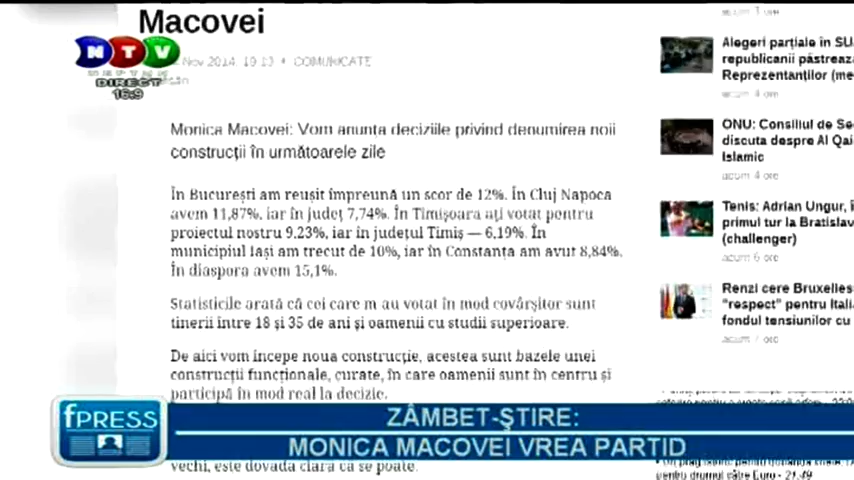 Macovei
NTV
DIRECT
16:9
Nov 2014, 19:13 • COMUNICATE
Monica Macovei: Vom anunța deciziile privind denumirea noii
construcții în următoarele zile
În București am reușit împreună un scor de 12%. În Cluj Napoca
avem 11,87%, iar în județ 7,74%. În Timișoara ați votat pentru
proiectul nostru 9.23%, iar în județul Timiș — 6,19%. În
municipiul Iași am trecut de 10%, iar în Constanța am avut 8,84%.
În diaspora avem 15,1%.
Statisticile arată că cei care m au votat în mod covârșitor sunt
tinerii între 18 și 35 de ani și oamenii cu studii superioare.
De aici vom începe noua construcție, acestea sunt bazele unei
construcții funcționale, curate, în care oamenii sunt în centru și
participă în mod real la decizie.
vechi, este dovada clară că se poate.
acum 1 ore
Alegeri parțiale în SU
republicanii păstrea
Reprezentanților (me
acum 4 ore
ONU: Consiliul de Se
discuta despre Al Qai
Islamic
acum 4 ore
Tenis: Adrian Ungur, î
primul tur la Bratislav
(challenger)
acum 6 ore
Renzi cere Bruxelles
"respect" pentru Itali
fondul tensiunilor cu
acum 7 ore
pentru drumul către Euro - 21:49
fPRESS
ZÂMBET-ŞTIRE:
MONICA MACOVEI VREA PARTID